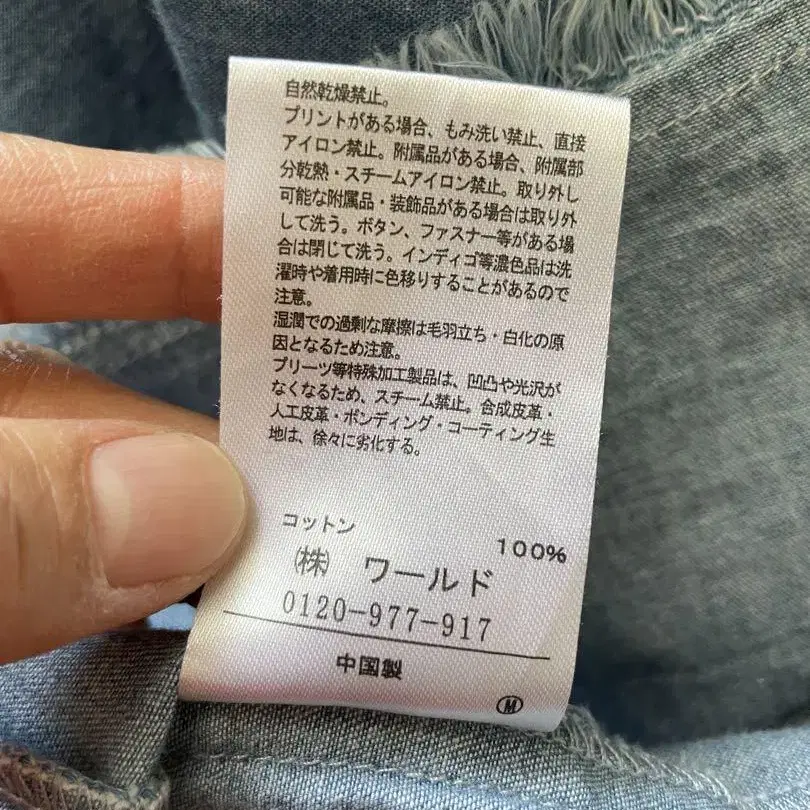 自然乾燥禁止。
プリントがある場合、もみ洗い禁止、直接
アイロン禁止。附属品がある場合、附属部
分乾熱・スチームアイロン禁止。取り外し
可能な附属品・装飾品がある場合は取り外
して洗う。ボタン、ファスナー等がある場
合は閉じて洗う。インディゴ等濃色品は洗
濯時や着用時に色移りすることがあるので
注意。
湿潤での過剰な摩擦は毛羽立ち・白化の原
因となるため注意。
プリーツ等特殊加工製品は、凹凸や光沢が
なくなるため、スチーム禁止。合成皮革・
人工皮革・ボンディング・コーティング生
地は、徐々に劣化する。
コットン
100%
㈱ ワールド
0120-977-917
中国製
Ⓜ